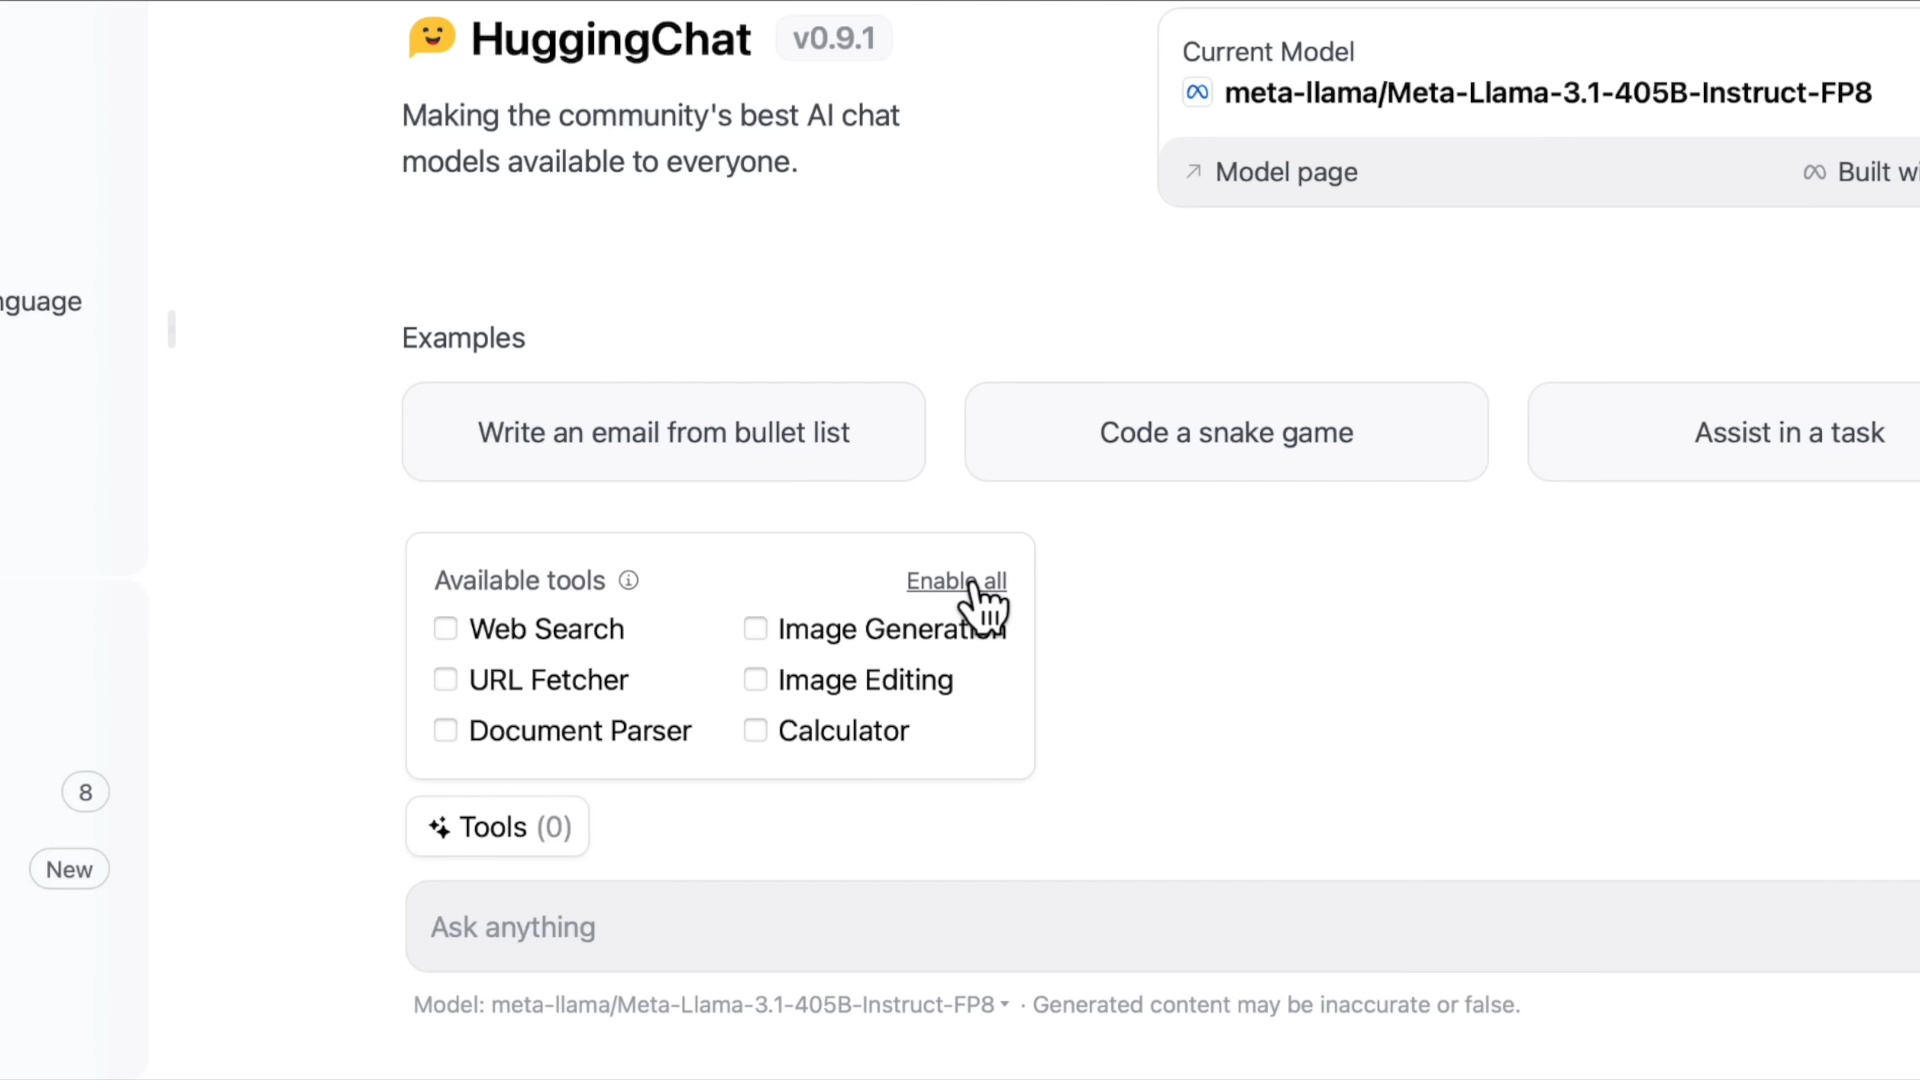 HuggingChat v0.9.1
Making the community's best AI chat
models available to everyone.
Current Model
meta-llama/Meta-Llama-3.1-405B-Instruct-FP8
Model page
Built
Examples
Write an email from bullet list
Code a snake game
Assist in a task
Available tools
Enable all
Web Search
Image Generation
URL Fetcher
Image Editing
Document Parser
Calculator
8
Tools (0)
New
Ask anything
Model: meta-llama/Meta-Llama-3.1-405B-Instruct-FP8 · Generated content may be inaccurate or false.